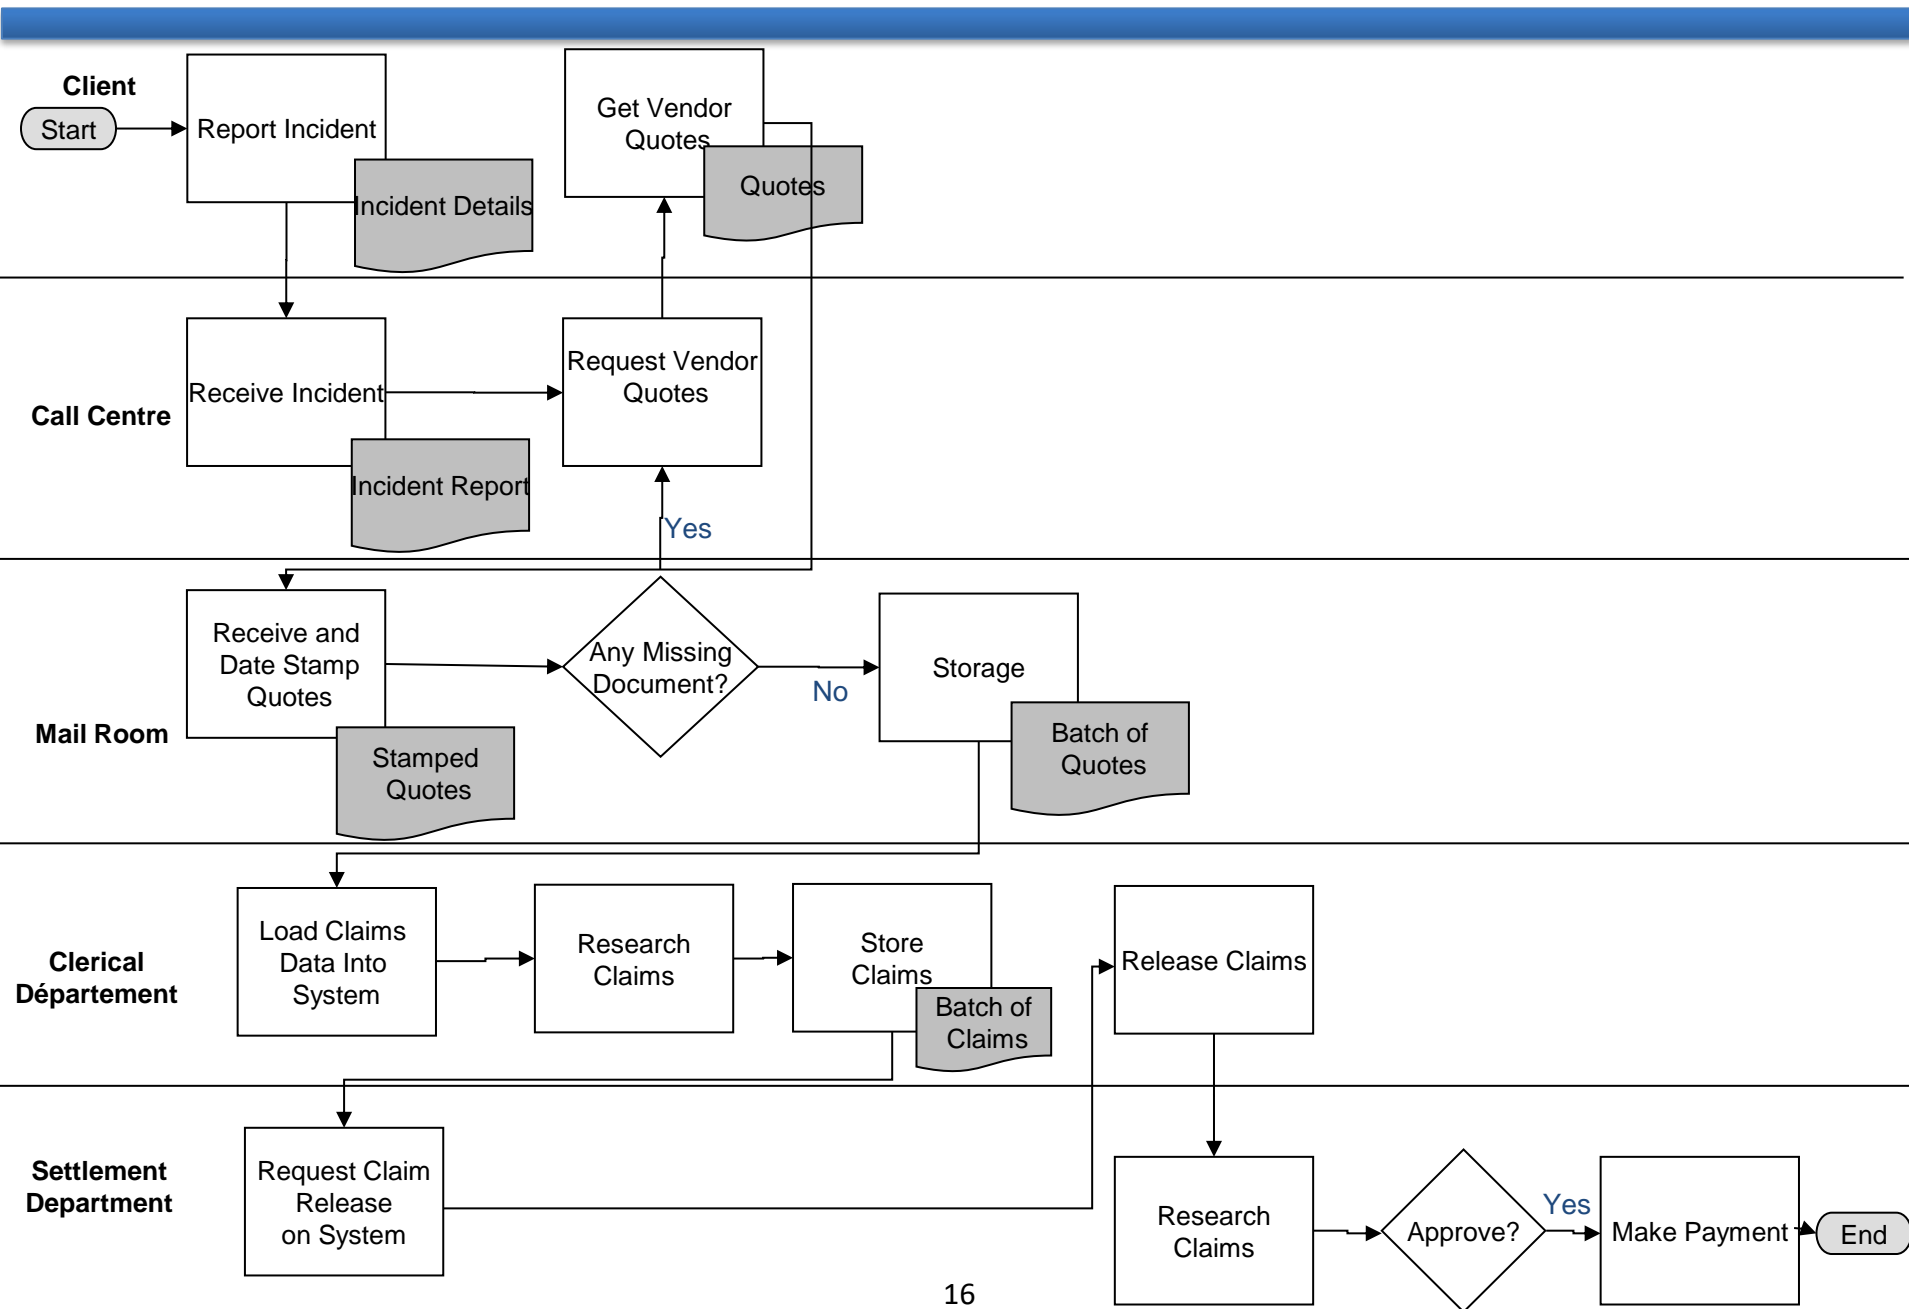 Client
Start
Report Incident
Incident Details
Get Vendor
Quotes
Quotes
Call Centre
Receive Incident
Incident Report
Request Vendor
Quotes
Yes
Mail Room
Receive and
Date Stamp
Quotes
Stamped
Quotes
Any Missing
Document?
No
Storage
Batch of
Quotes
Clerical
Département
Load Claims
Data Into
System
Research
Claims
Store
Claims
Batch of
Claims
Release Claims
Settlement
Department
Request Claim
Release
on System
Research
Claims
Approve?
Yes
Make Payment
End
16